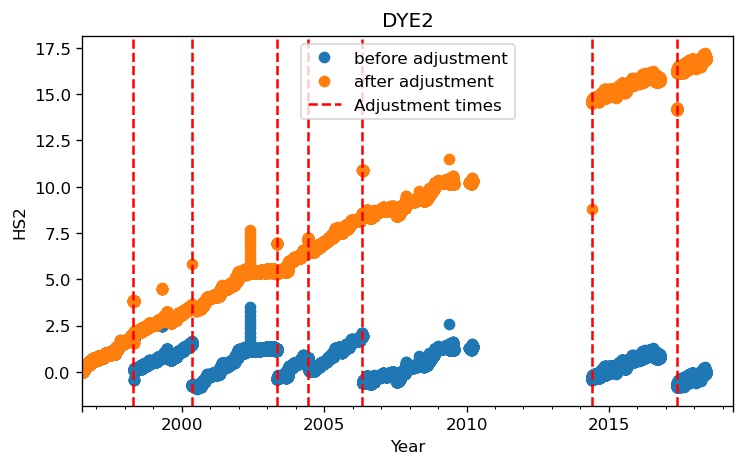 DYE2
before adjustment
after adjustment
Adjustment times
HS2
17.5
15.0
12.5
10.0
7.5
5.0
2.5
0.0
2000
2005
2010
2015
Year